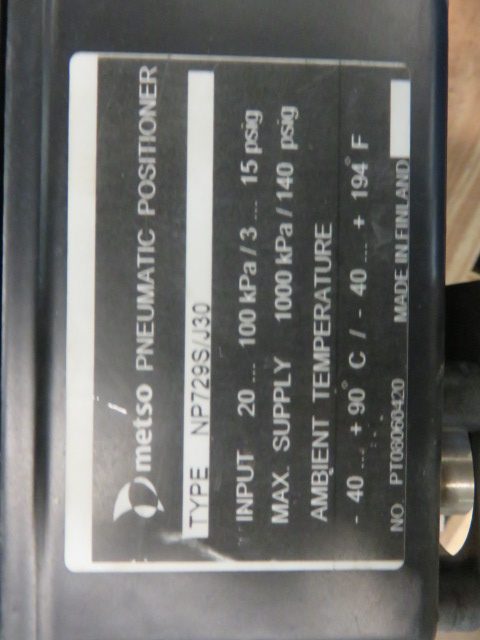 metso PNEUMATIC POSITIONER
TYPE NP729S/J30
INPUT 20 ... 100 kPa / 3 ... 15 psig
MAX. SUPPLY 1000 kPa / 140 psig
AMBIENT TEMPERATURE
- 40 ... + 90° C / - 40 ... + 194° F
NO. PT08060420 MADE IN FINLAND